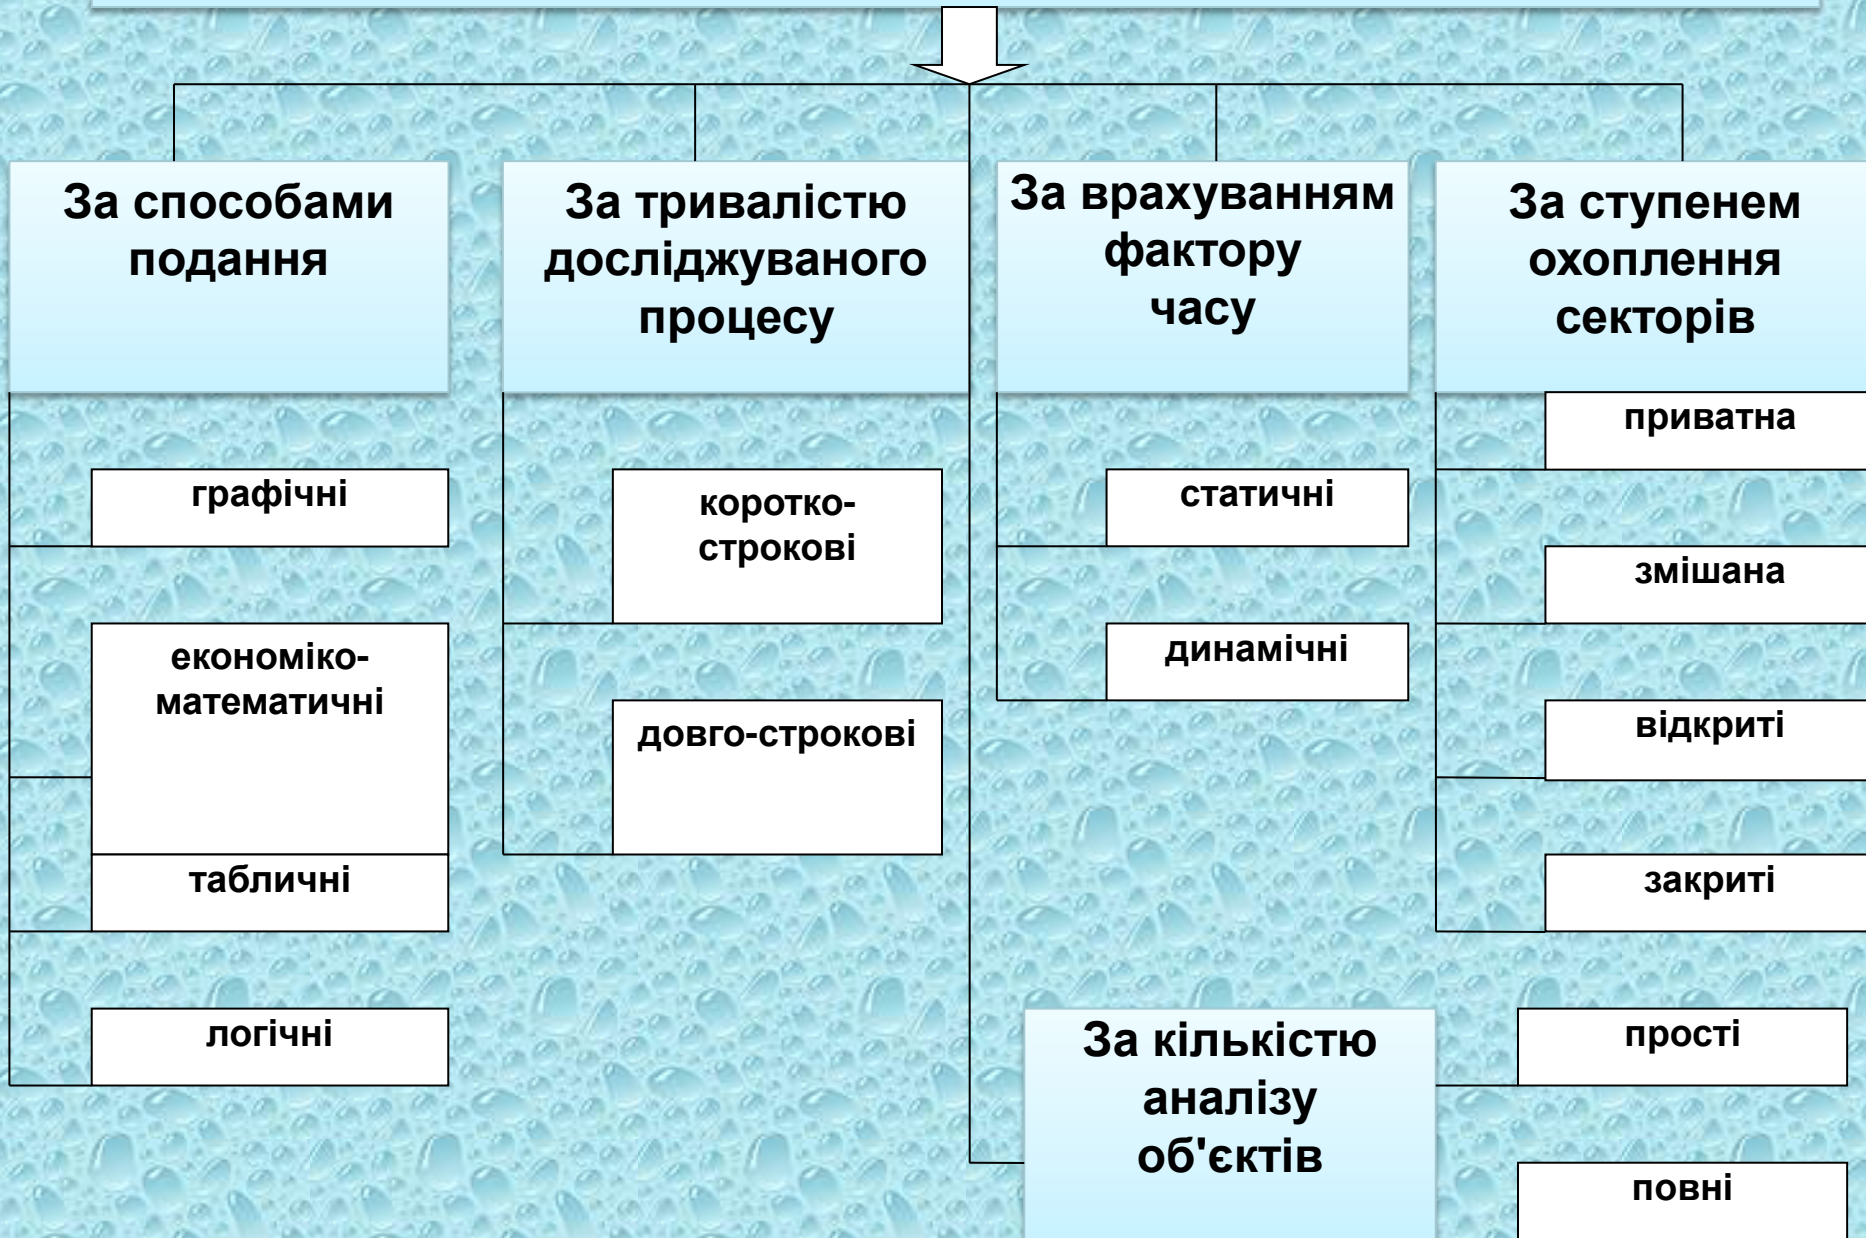 За способами
подання
графічні
економіко-
математичні
табличні
логічні
За тривалістю
досліджуваного
процесу
коротко-
строкові
довго-строкові
За врахуванням
фактору
часу
статичні
динамічні
За ступенем
охоплення
секторів
приватна
змішана
відкриті
закриті
За кількістю
аналізу
об'єктів
прості
повні